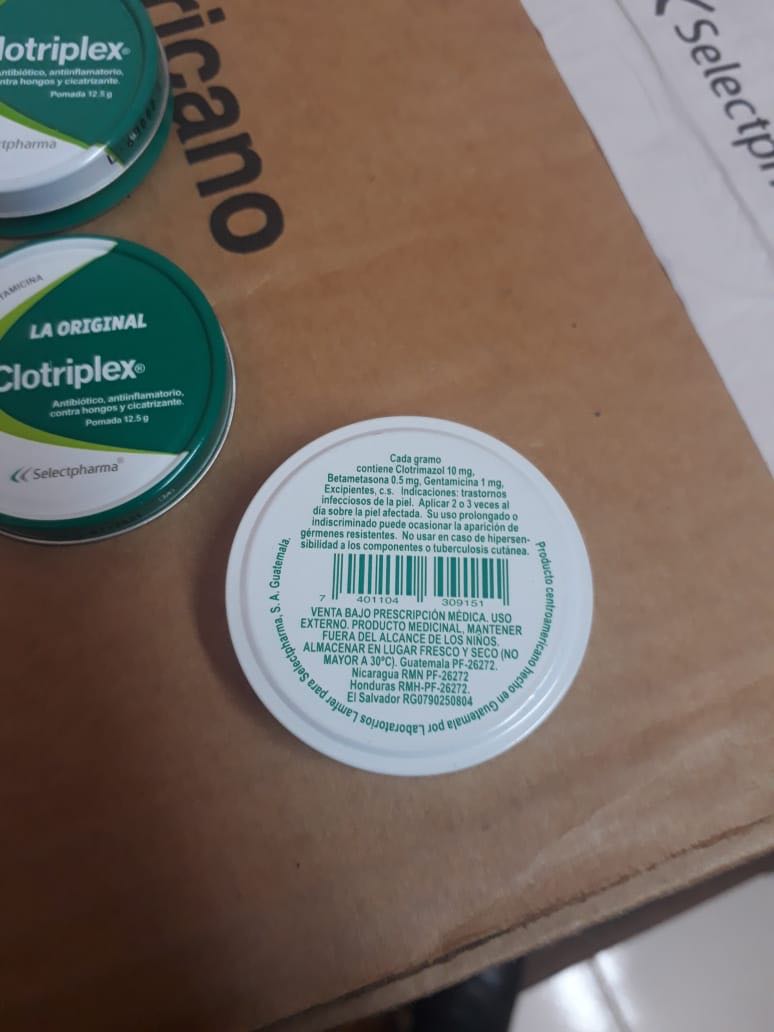 lotriplex®
ntibiótico, antiinflamatorio,
ntra hongos y cicatrizante.
Pomada 12.5 g
tpharma
ricano
Selectph
TAMICINA
LA ORIGINAL
Clotriplex®
Antibiótico, antiinflamatorio,
contra hongos y cicatrizante.
Pomada 12.5 g
Selectpharma®
Cada gramo
contiene Clotrimazol 10 mg,
Betametasona 0.5 mg, Gentamicina 1 mg,
Excipientes, c.s. Indicaciones: trastornos
infecciosos de la piel. Aplicar 2 o 3 veces al
día sobre la piel afectada. Su uso prolongado o
indiscriminado puede ocasionar la aparición de
gérmenes resistentes. No usar en caso de hipersen-
sibilidad a los componentes o tuberculosis cutánea.
7 401104 309151
VENTA BAJO PRESCRIPCIÓN MÉDICA. USO
EXTERNO. PRODUCTO MEDICINAL, MANTENER
FUERA DEL ALCANCE DE LOS NIÑOS.
ALMACENAR EN LUGAR FRESCO Y SECO (NO
MAYOR A 30°C). Guatemala PF-26272.
Nicaragua RMN PF-26272
Honduras RMH-PF-26272.
El Salvador RG0790250804
Producto centroamericano hecho en Guatemala por Laboratorios Lamfer para Selectpharma, S. A. Guatemala.